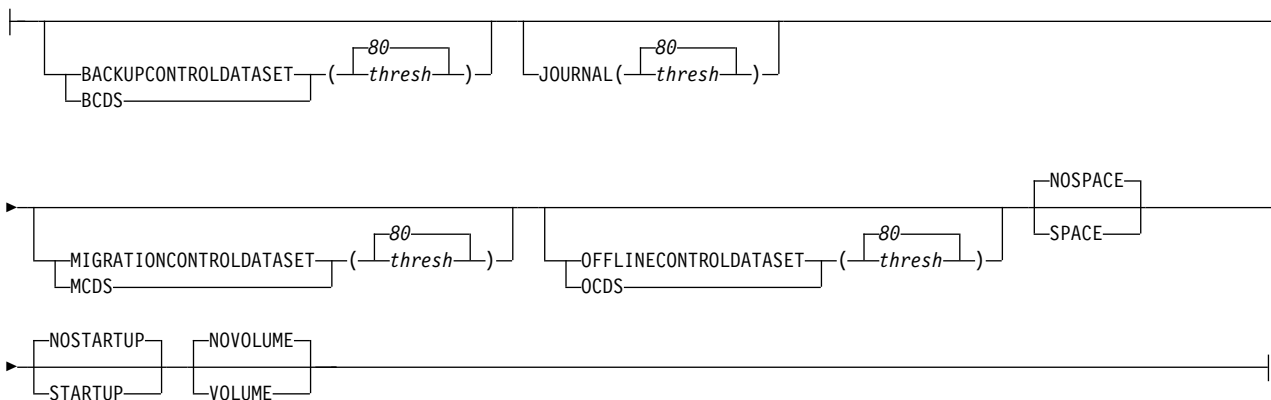 80 80
BACKUPCONTROLDATASET ( thresh ) JOURNAL( thresh )
BCDS
NOSPACE
80 80 SPACE
MIGRATIONCONTROLDATASET ( thresh ) OFFLINECONTROLDATASET ( thresh )
MCDS OCDS
NOSTARTUP NOVOLUME
STARTUP VOLUME